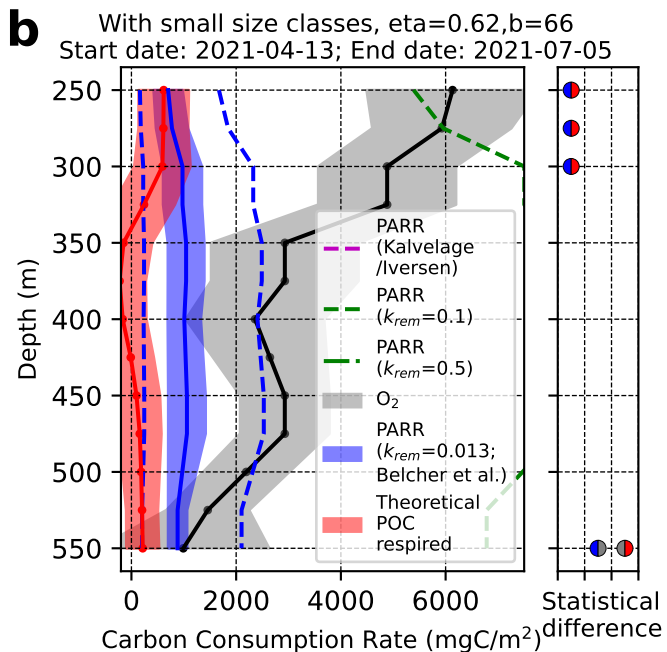 b
With small size classes, eta=0.62,b=66
Start date: 2021-04-13; End date: 2021-07-05
250
300
350
400
450
500
550
Depth (m)
PARR
(Kalvelage
/Iversen)
PARR
(k_rem=0.1)
PARR
(k_rem=0.5)
O₂
PARR
(k_rem=0.013;
Belcher et al.)
Theoretical
POC
respired
0
2000
4000
6000
Carbon Consumption Rate (mgC/m²)
Statistical
difference